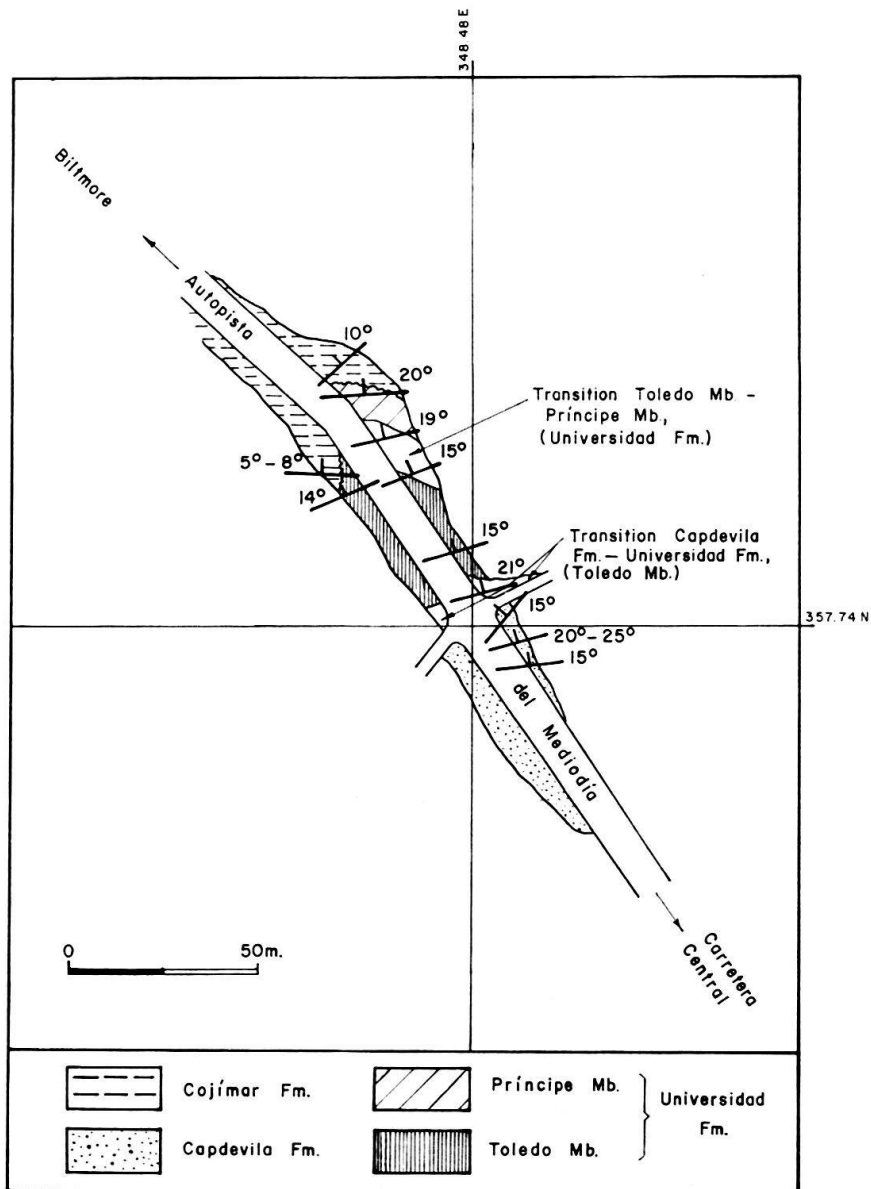 348.48 E
Biltmore
Autopista
10°
20°
Transition Toledo Mb. –
Príncipe Mb.,
(Universidad Fm.)
19°
15°
5° – 8°
14°
15°
Transition Capdevila
Fm. – Universidad Fm.,
(Toledo Mb.)
21°
15°
357.74 N
20° – 25°
15°
del Mediodía
0 50m.
Carretera
Central
Cojímar Fm.
Príncipe Mb.
Universidad
Fm.
Capdevila Fm.
Toledo Mb.